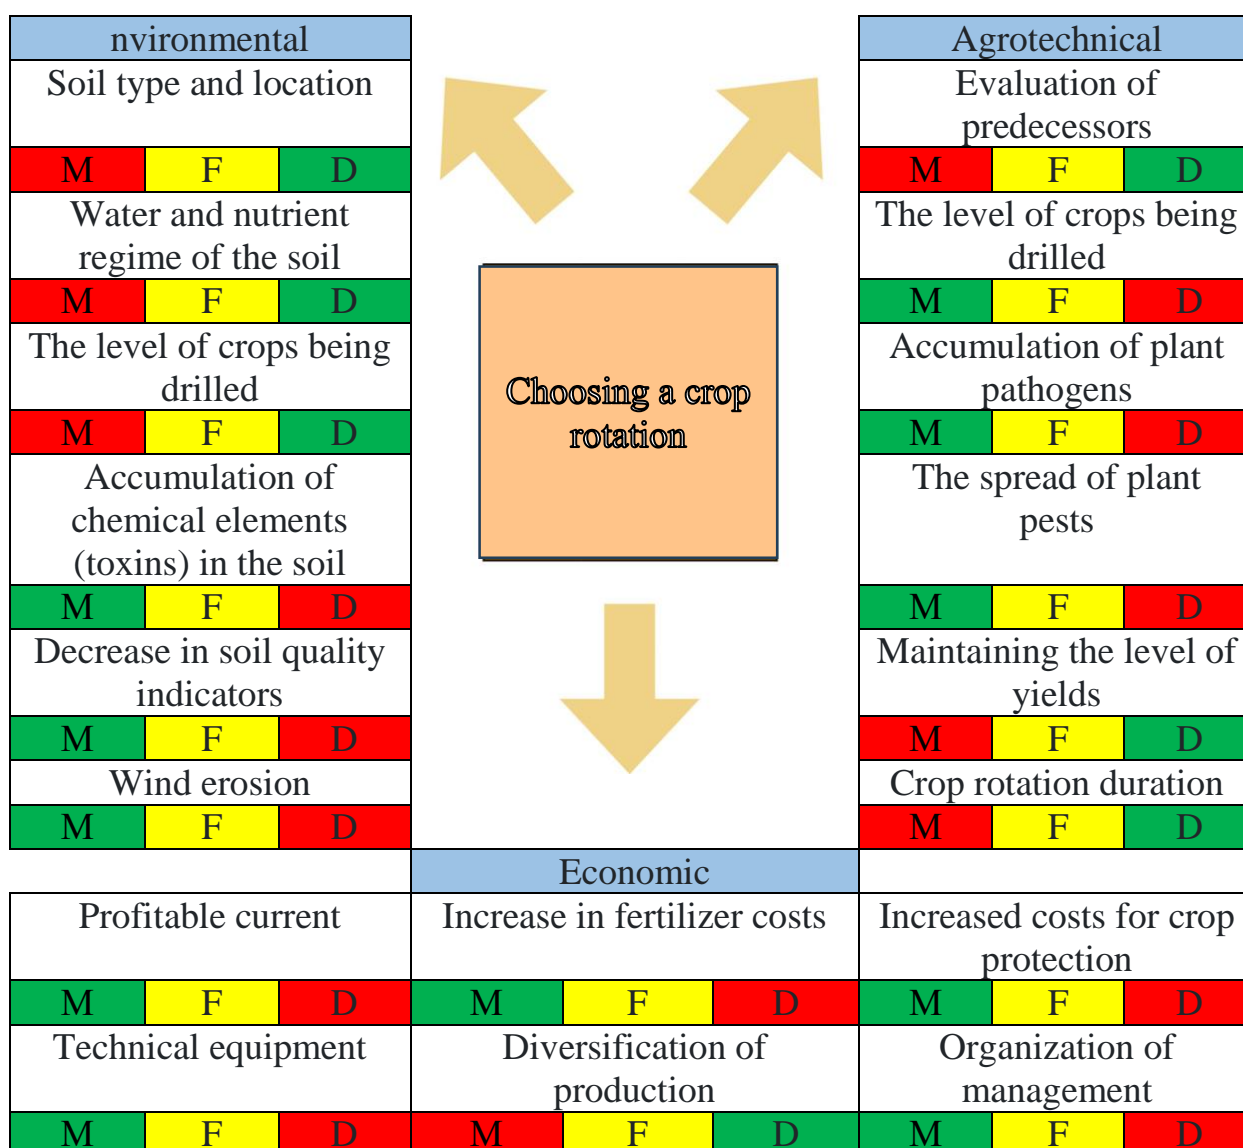 nvironmental
Soil type and location
M F D
Water and nutrient
regime of the soil
M F D
The level of crops being
drilled
M F D
Accumulation of
chemical elements
(toxins) in the soil
M F D
Decrease in soil quality
indicators
M F D
Wind erosion
M F D
Choosing a crop
rotation
Agrotechnical
Evaluation of
predecessors
M F D
The level of crops being
drilled
M F D
Accumulation of plant
pathogens
M F D
The spread of plant
pests
M F D
Maintaining the level of
yields
M F D
Crop rotation duration
M F D
Economic
Profitable current
M F D
Increase in fertilizer costs
M F D
Increased costs for crop
protection
M F D
Technical equipment
M F D
Diversification of
production
M F D
Organization of
management
M F D